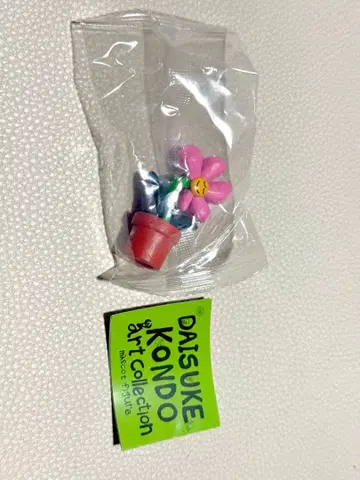 DAISUKE
KONDO
art collection
mascot figure